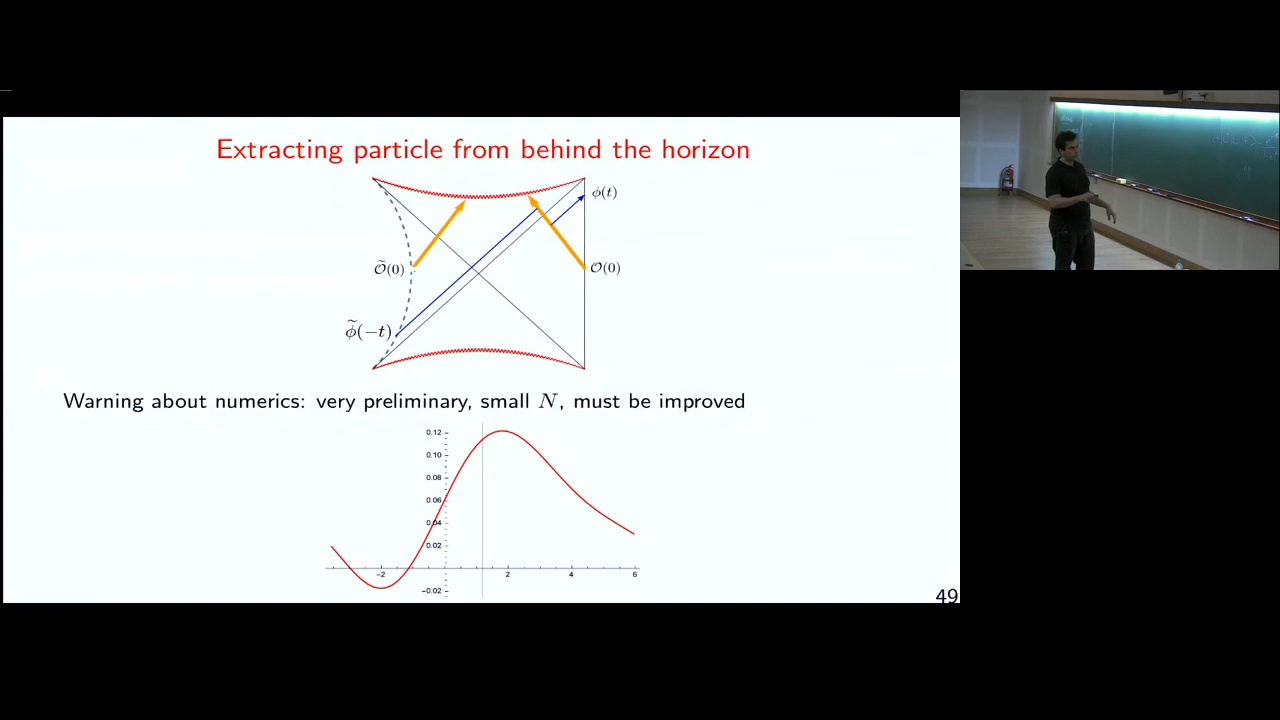 Extracting particle from behind the horizon
ϕ(t)
Õ(0)
O(0)
ϕ̃(−t)
Warning about numerics: very preliminary, small N, must be improved
0.12
0.10
0.08
0.06
0.04
0.02
−2 2 4 6
−0.02
49